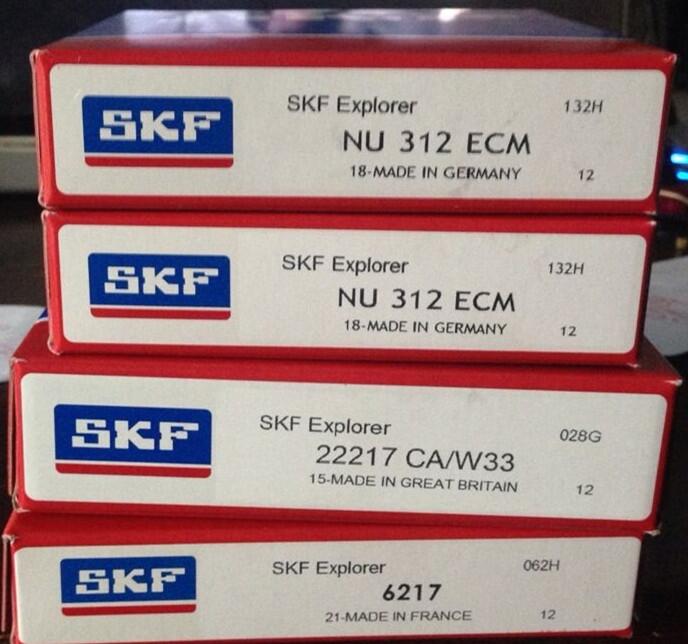 SKF
SKF Explorer 132H
NU 312 ECM
18-MADE IN GERMANY 12
SKF
SKF Explorer 132H
NU 312 ECM
18-MADE IN GERMANY 12
SKF
SKF Explorer 028G
22217 CA/W33
15-MADE IN GREAT BRITAIN 12
SKF
SKF Explorer 062H
6217
21-MADE IN FRANCE 12